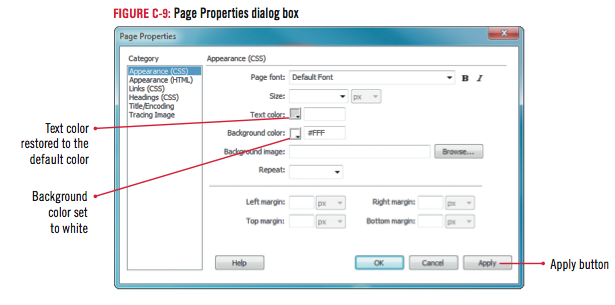 FIGURE C-9: Page Properties dialog box
Page Properties
Category
Appearance (CSS)
Appearance (HTML)
Links (CSS)
Headings (CSS)
Title/Encoding
Tracing Image
Appearance (CSS)
Page font: Default Font B I
Size: px
Text color:
Background color: #FFF
Background image: Browse...
Repeat:
Left margin: px Right margin: px
Top margin: px Bottom margin: px
Help OK Cancel Apply
Text color
restored to the
default color
Background
color set
to white
Apply button